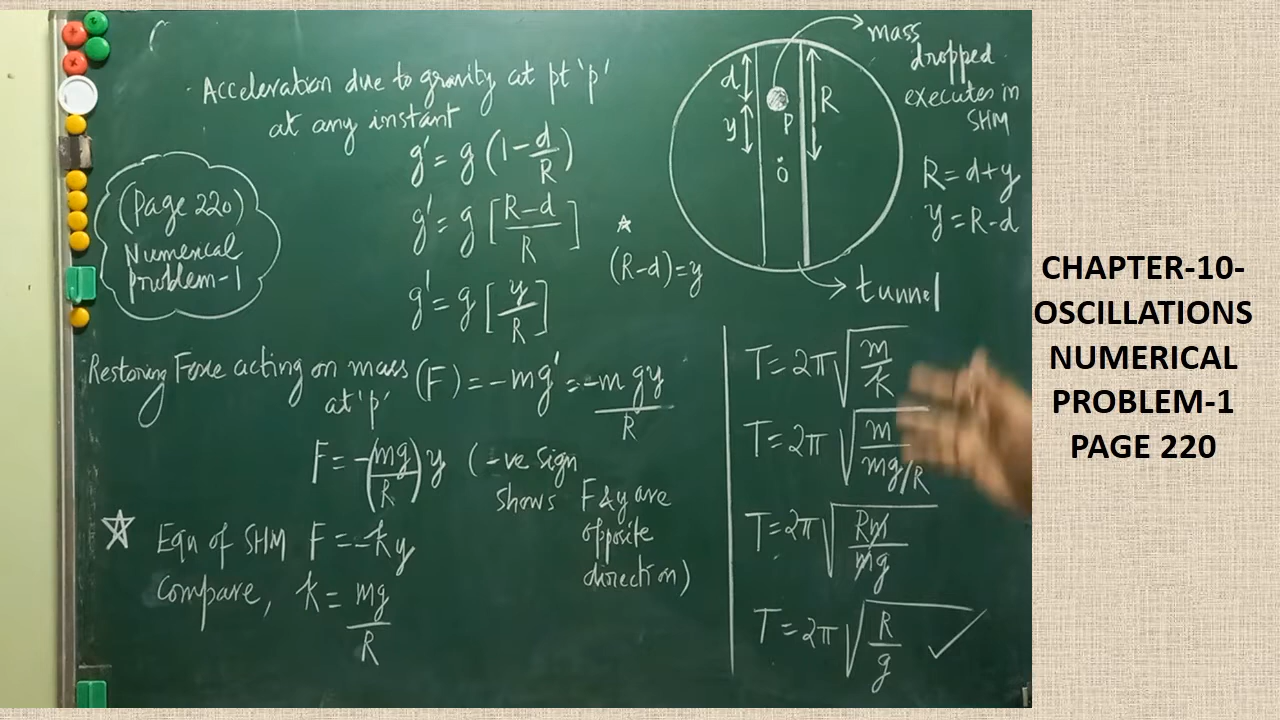 Acceleration due to gravity at pt 'p'
at any instant
g' = g (1 - d/R)
g' = g [R-d/R]
(R-d) = y
g' = g [y/R]
(Page 220)
Numerical
problem-1
mass
dropped
executes in
SHM
d
R
y
P
O
R = d+y
y = R-d
tunnel
Restoring Force acting on mass (F) = -mg' = -mgy/R
at 'p'
F = -(mg/R) y (-ve sign
shows F & y are
opposite
direction)
Eqn of SHM F = -ky
Compare, k = mg/R
T = 2π√(m/k)
T = 2π√(m/mg/R)
T = 2π√(Rm/mg)
T = 2π√(R/g) ✓
CHAPTER-10-
OSCILLATIONS
NUMERICAL
PROBLEM-1
PAGE 220